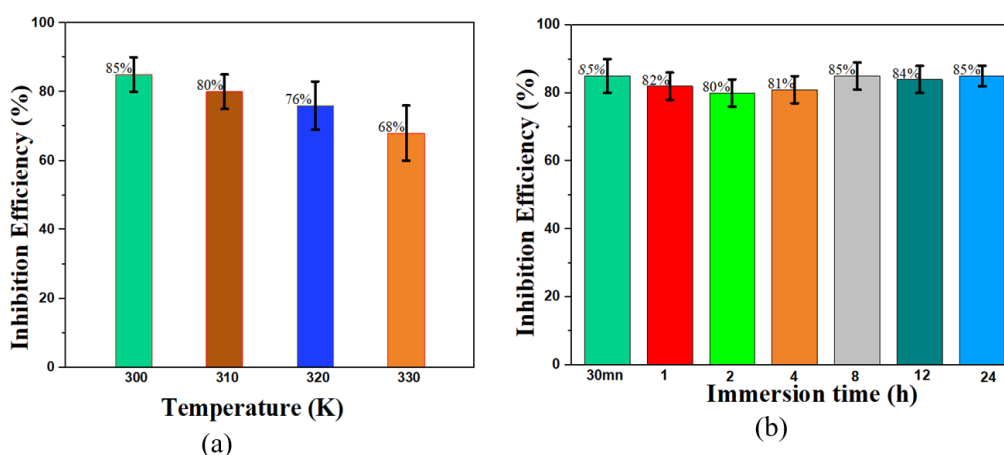 100
80
60
40
20
0
Inhibition Efficiency (%)
85%
80%
76%
68%
300 310 320 330
Temperature (K)
(a)
100
80
60
40
20
0
Inhibition Efficiency (%)
85%
82%
80%
81%
85%
84%
85%
30mn 1 2 4 8 12 24
Immersion time (h)
(b)